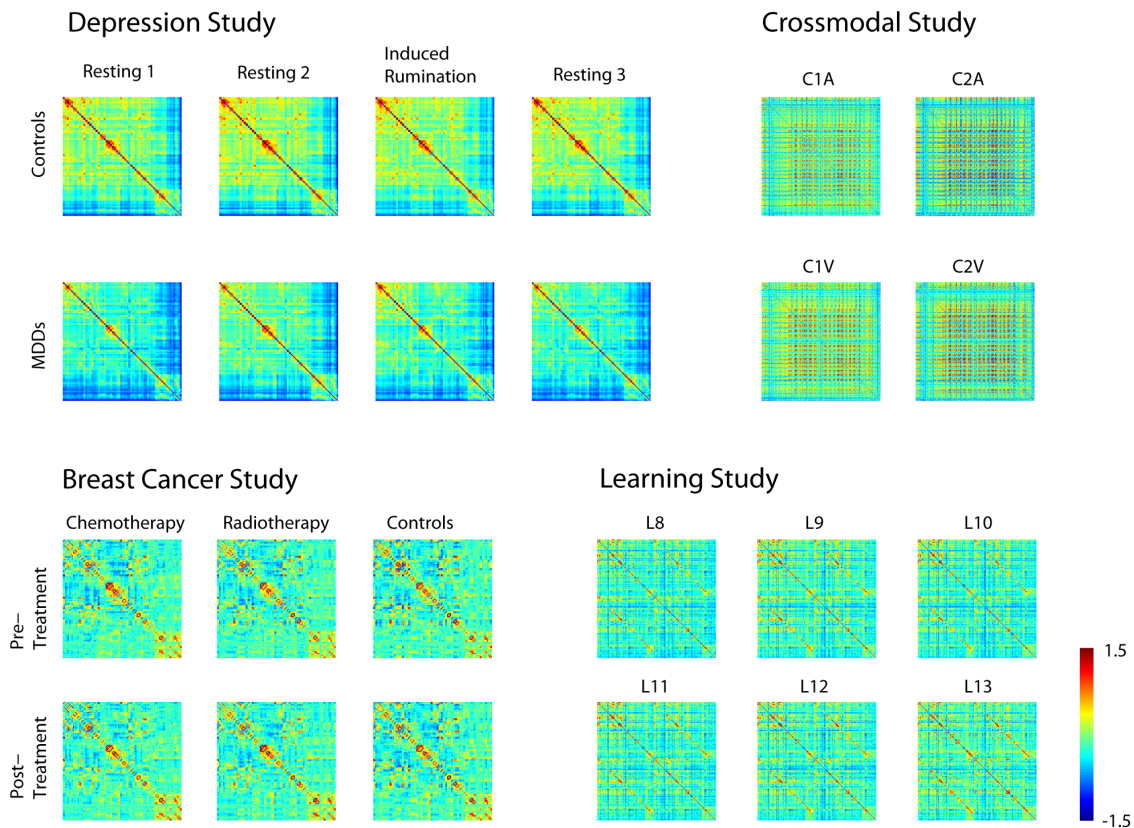 Depression Study
Crossmodal Study
Resting 1
Resting 2
Induced
Rumination
Resting 3
C1A
C2A
Controls
C1V
C2V
MDDs
Breast Cancer Study
Learning Study
Chemotherapy
Radiotherapy
Controls
L8
L9
L10
Pre–
Treatment
1.5
L11
L12
L13
Post–
Treatment
-1.5